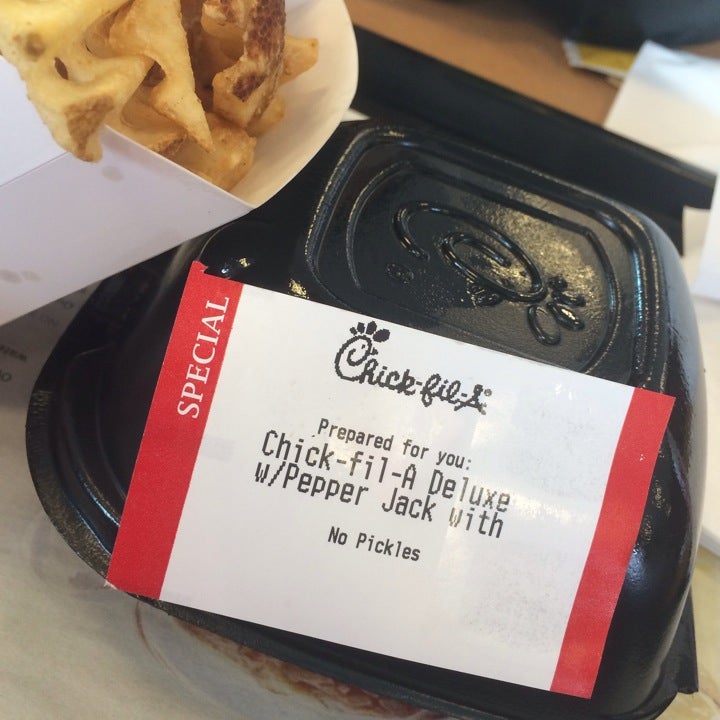 SPECIAL
Chick-fil-A®
Prepared for you:
Chick-fil-A Deluxe
w/Pepper Jack with
No Pickles